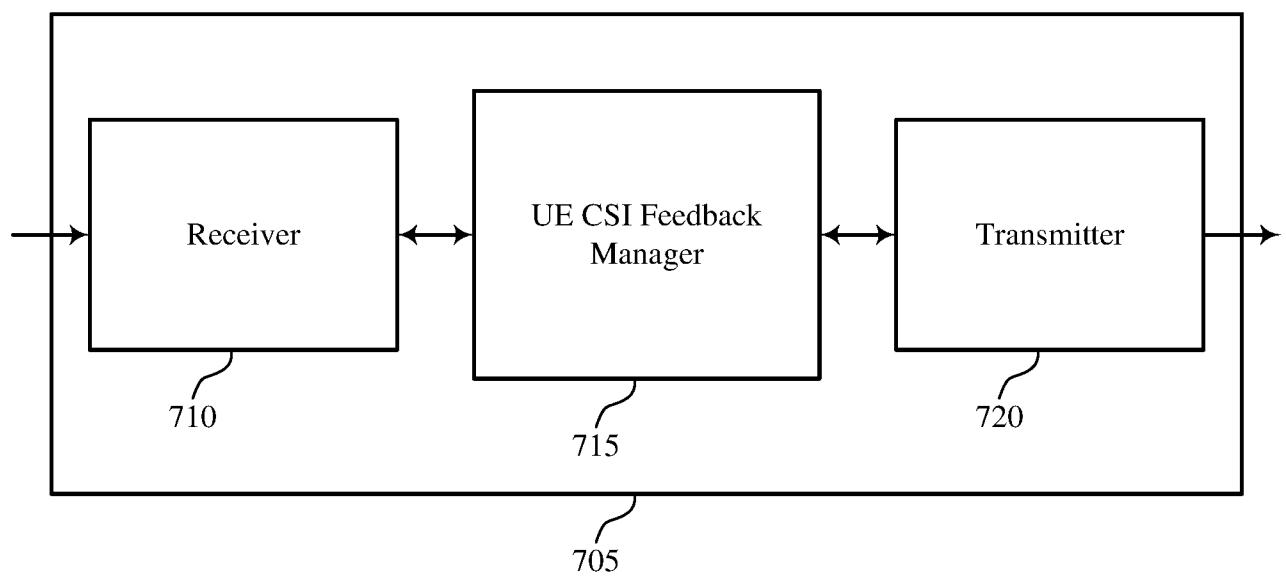 Receiver
UE CSI Feedback
Manager
Transmitter
710
715
720
705